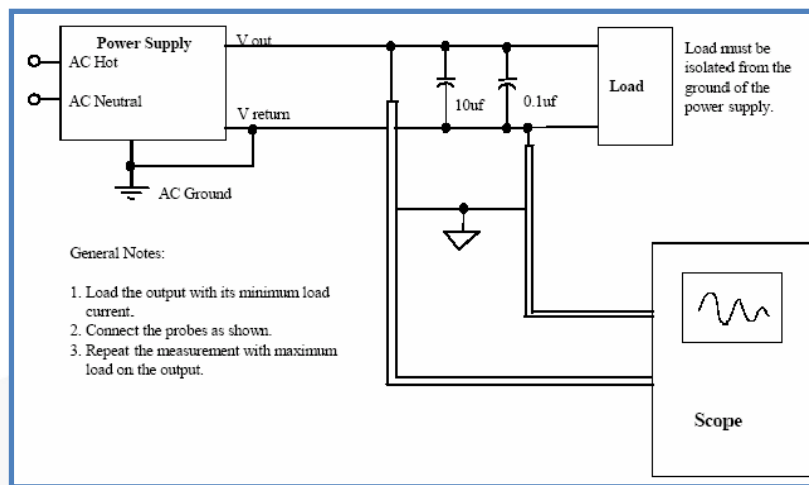 Power Supply
V out
AC Hot
AC Neutral
V return
AC Ground
10uf
0.1uf
Load
Load must be
isolated from the
ground of the
power supply.
General Notes:
1. Load the output with its minimum load
current.
2. Connect the probes as shown.
3. Repeat the measurement with maximum
load on the output.
Scope